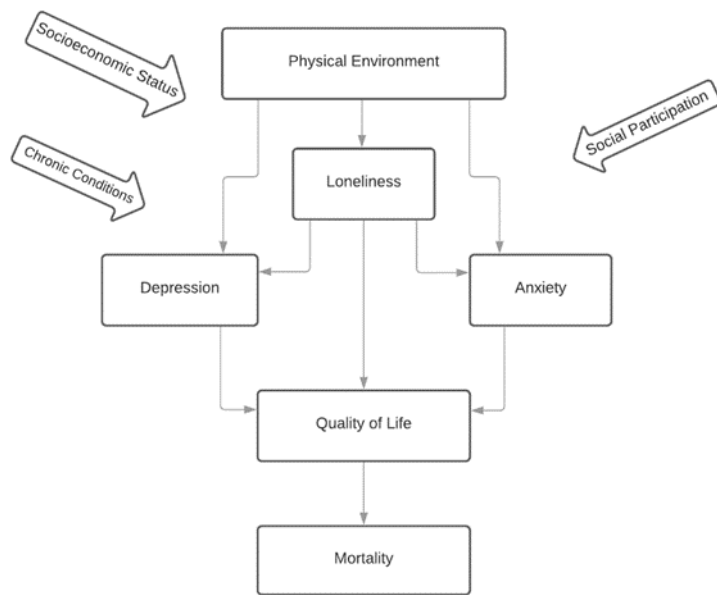 Socioeconomic Status
Physical Environment
Social Participation
Chronic Conditions
Loneliness
Depression
Anxiety
Quality of Life
Mortality